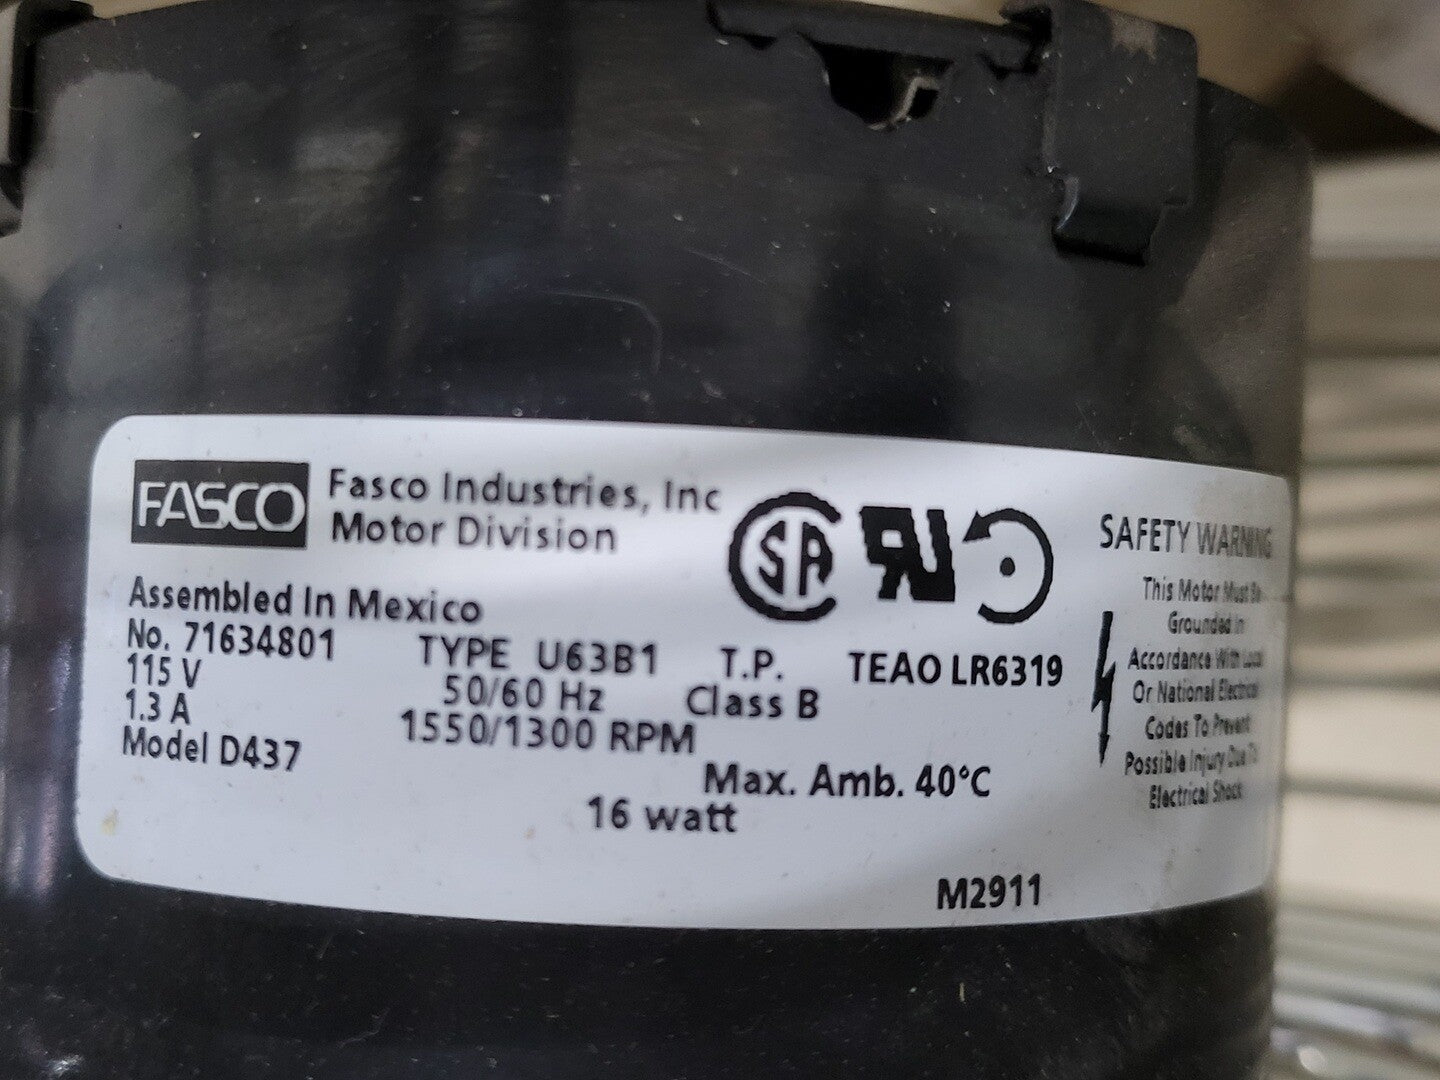 FASCO
Fasco Industries, Inc
Motor Division
Assembled In Mexico
No. 71634801 TYPE U63B1 T.P. TEAO LR6319
115 V 50/60 Hz Class B
1.3 A 1550/1300 RPM
Model D437 Max. Amb. 40°C
16 watt
M2911
SA
RU
SAFETY WARNING
This Motor Must Be
Grounded in
Accordance With Local
Or National Electrical
Codes To Prevent
Possible Injury Due To
Electrical Shock